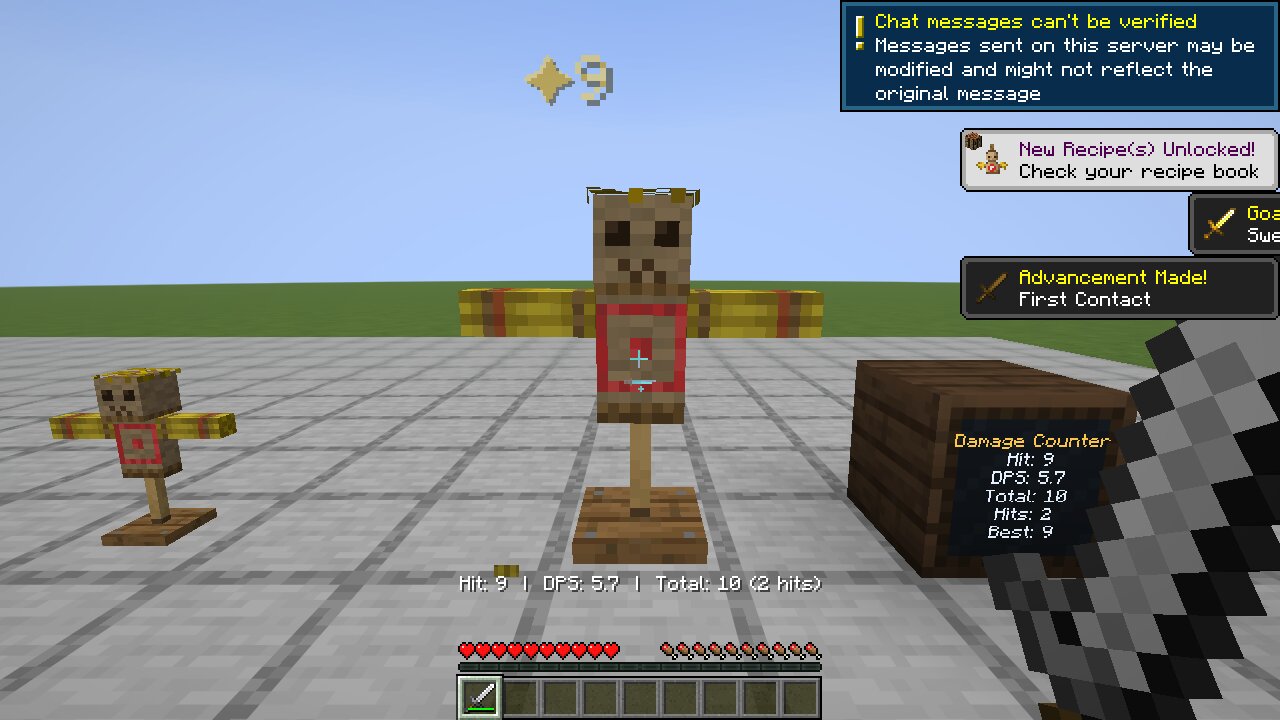 Chat messages can't be verified
Messages sent on this server may be
modified and might not reflect the
original message
9
New Recipe(s) Unlocked!
Check your recipe book
Goa
Swe
Advancement Made!
First Contact
Damage Counter
Hit: 9
DPS: 5.7
Total: 10
Hits: 2
Best: 9
Hit: 9 | DPS: 5.7 | Total: 10 (2 hits)